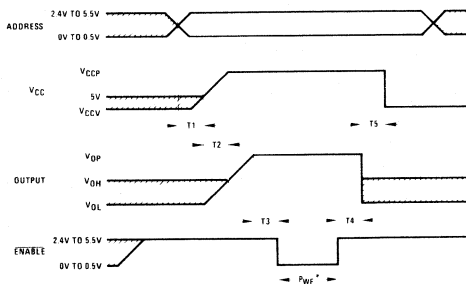 ADDRESS
2.4V TO 5.5V
0V TO 0.5V
VCC
VCCP
5V
VCCV
T1
T5
T2
OUTPUT
VOP
VOH
VOL
T3
T4
ENABLE
2.4V TO 5.5V
0V TO 0.5V
PWE*